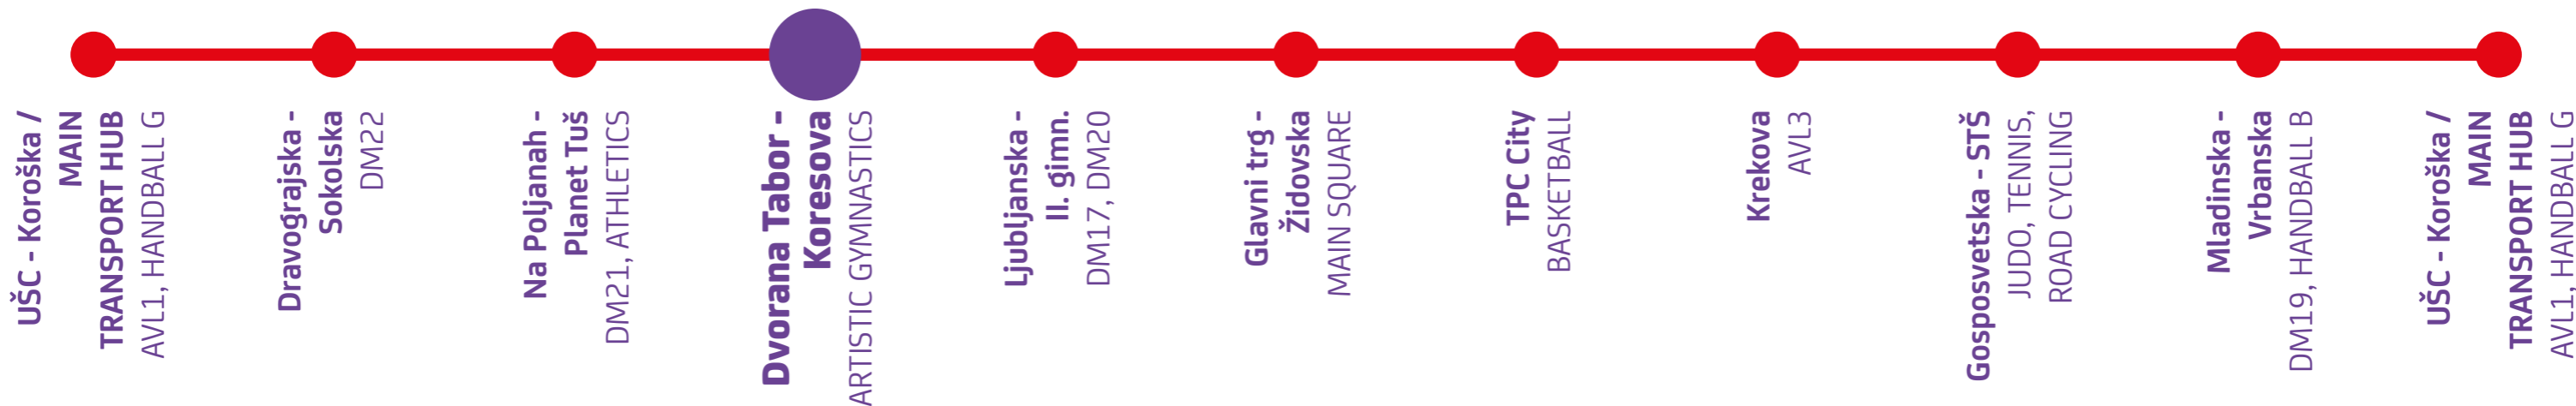 UŠC - Koroška /
MAIN
TRANSPORT HUB
AVL1, HANDBALL G
Dravograjska -
Sokolska
DM22
Na Poljanah -
Planet Tuš
DM21, ATHLETICS
Dvorana Tabor -
Koresova
ARTISTIC GYMNASTICS
Ljubljanska -
II. gimn.
DM17, DM20
Glavni trg -
Židovska
MAIN SQUARE
TPC City
BASKETBALL
Krekova
AVL3
Gosposvetska - STŠ
JUDO, TENNIS,
ROAD CYCLING
Mladinska -
Vrbanska
DM19, HANDBALL B
UŠC - Koroška /
MAIN
TRANSPORT HUB
AVL1, HANDBALL G